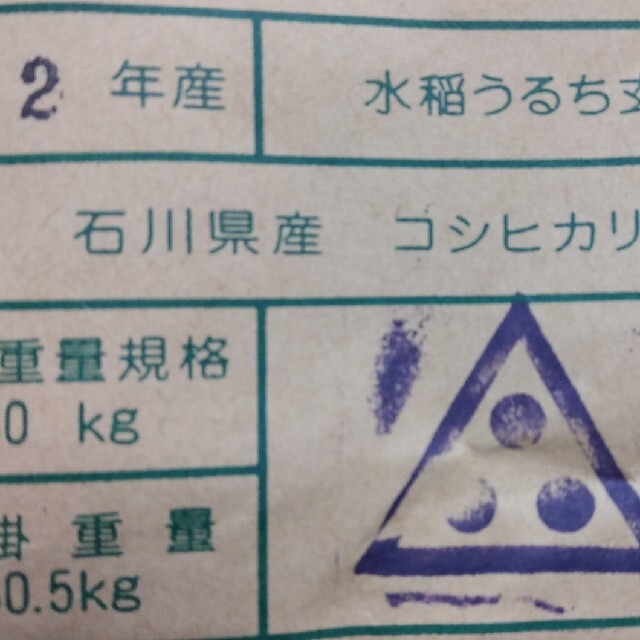 2 年産 水稲うるち玄
石川県産 コシヒカリ
重量規格
0 kg
掛重量
0.5kg